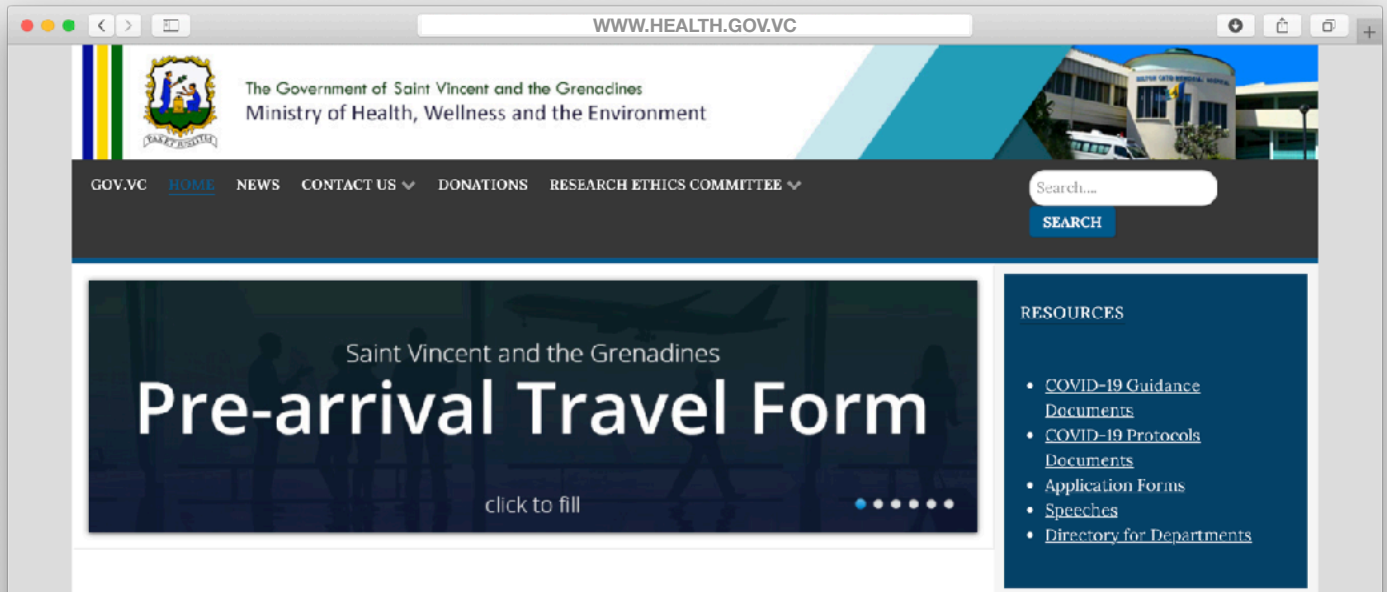 WWW.HEALTH.GOV.VC
The Government of Saint Vincent and the Grenadines
Ministry of Health, Wellness and the Environment
PAX ET JUSTITIA
GOV.VC HOME NEWS CONTACT US DONATIONS RESEARCH ETHICS COMMITTEE
Search....
SEARCH
Saint Vincent and the Grenadines
Pre-arrival Travel Form
click to fill
RESOURCES
COVID-19 Guidance
Documents
COVID-19 Protocols
Documents
Application Forms
Speeches
Directory for Departments